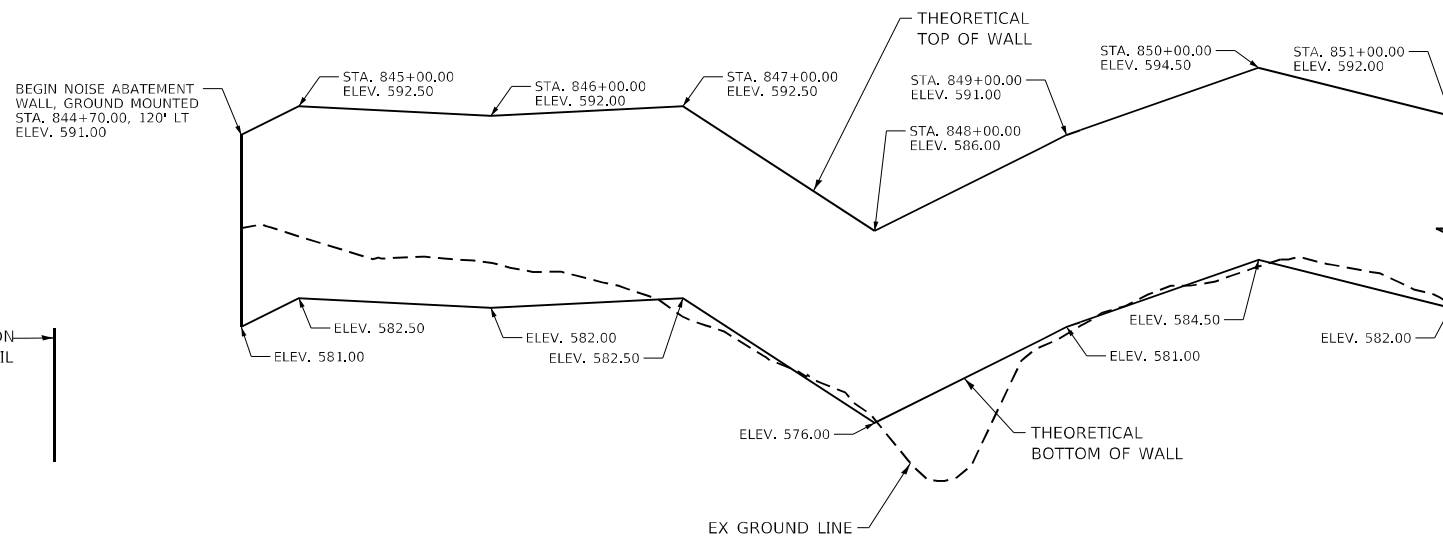 THEORETICAL
TOP OF WALL
STA. 850+00.00
ELEV. 594.50
STA. 851+00.00
ELEV. 592.00
BEGIN NOISE ABATEMENT
WALL, GROUND MOUNTED
STA. 844+70.00, 120' LT
ELEV. 591.00
STA. 845+00.00
ELEV. 592.50
STA. 846+00.00
ELEV. 592.00
STA. 847+00.00
ELEV. 592.50
STA. 849+00.00
ELEV. 591.00
STA. 848+00.00
ELEV. 586.00
ON
IL
ELEV. 581.00
ELEV. 582.50
ELEV. 582.00
ELEV. 582.50
ELEV. 584.50
ELEV. 581.00
ELEV. 582.00
ELEV. 576.00
THEORETICAL
BOTTOM OF WALL
EX GROUND LINE